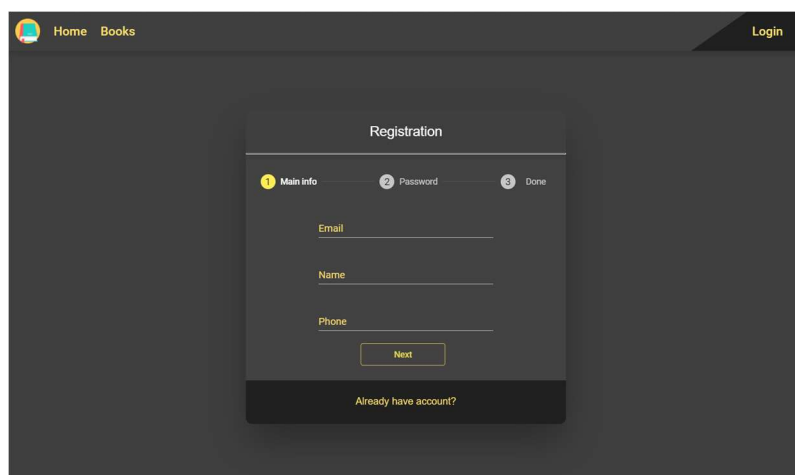 Home Books Login
Registration
1 Main info 2 Password 3 Done
Email
Name
Phone
Next
Already have account?